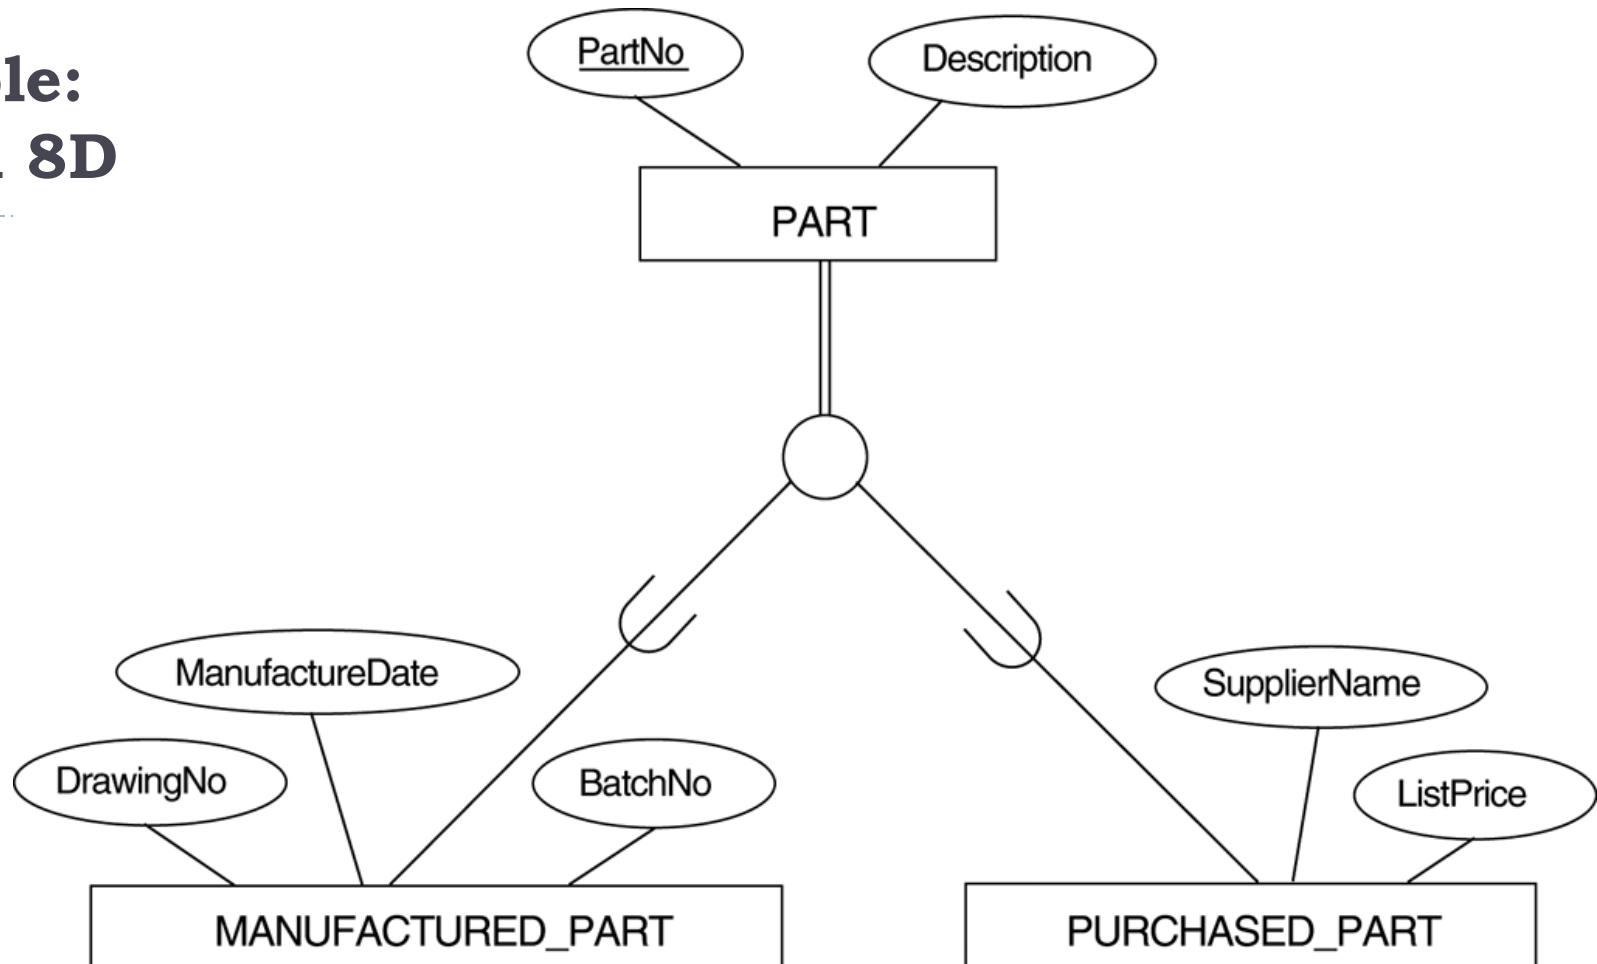 le:
8D
PartNo
Description
PART
ManufactureDate
SupplierName
DrawingNo
BatchNo
ListPrice
MANUFACTURED_PART
PURCHASED_PART